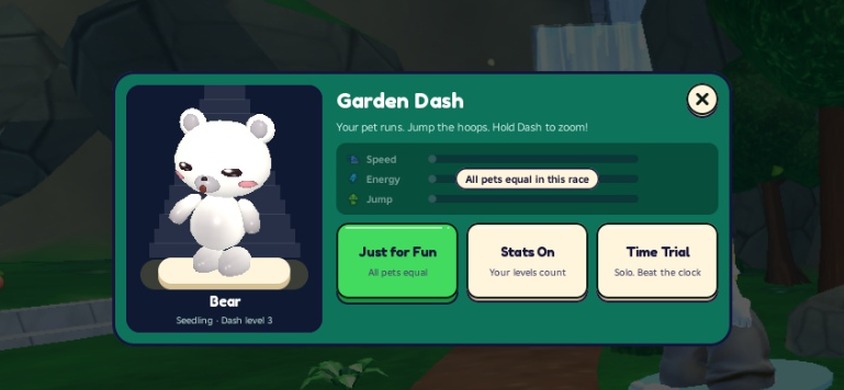 Garden Dash
Your pet runs. Jump the hoops. Hold Dash to zoom!
Speed
Energy
All pets equal in this race
Jump
Just for Fun
All pets equal
Stats On
Your levels count
Time Trial
Solo. Beat the clock
Bear
Seedling · Dash level 3